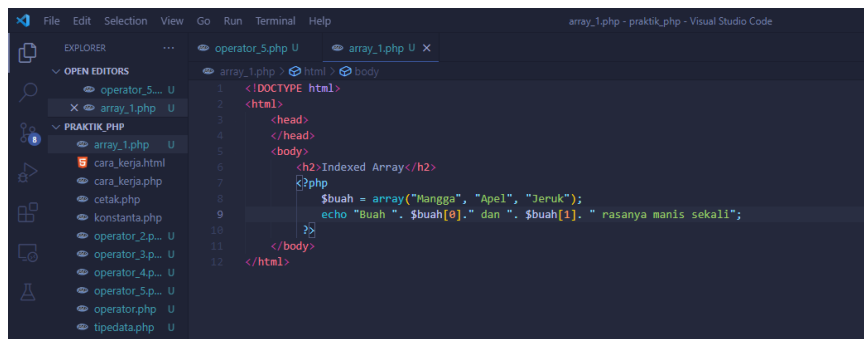 File Edit Selection View Go Run Terminal Help array_1.php - praktik_php - Visual Studio Code
EXPLORER ...
operator_5.php U array_1.php U ×
OPEN EDITORS
operator_5.... U
× array_1.php U
PRAKTIK_PHP
array_1.php U
cara_kerja.html
cara_kerja.php
cetak.php
konstanta.php
operator_2.p... U
operator_3.p... U
operator_4.p... U
operator_5.p... U
operator.php U
tipedata.php U
8
array_1.php > html > body
1 <!DOCTYPE html>
2 <html>
3 <head>
4 </head>
5 <body>
6 <h2>Indexed Array</h2>
7 <?php
8 $buah = array("Mangga", "Apel", "Jeruk");
9 echo "Buah ". $buah[0]." dan ". $buah[1]. " rasanya manis sekali";
10 ?>
11 </body>
12 </html>